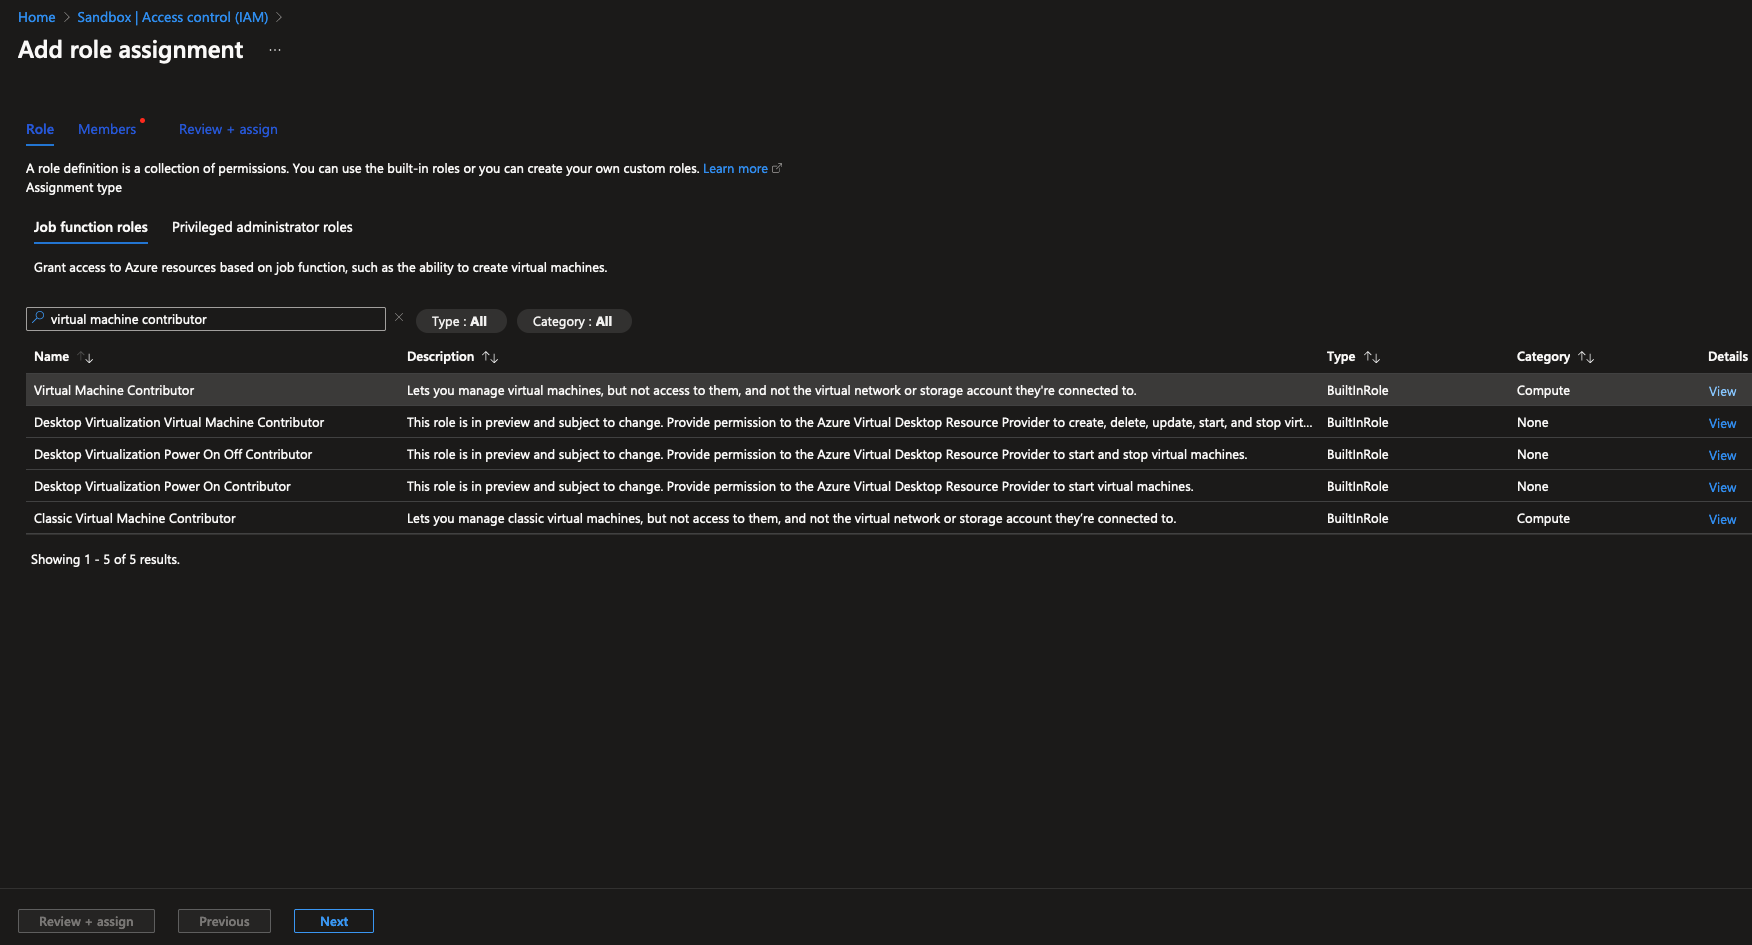 Home > Sandbox | Access control (IAM) >
Add role assignment ...
Role Members Review + assign
A role definition is a collection of permissions. You can use the built-in roles or you can create your own custom roles. Learn more
Assignment type
Job function roles Privileged administrator roles
Grant access to Azure resources based on job function, such as the ability to create virtual machines.
virtual machine contributor Type : All Category : All
Name ↑↓ Description ↑↓ Type ↑↓ Category ↑↓ Details
Virtual Machine Contributor Lets you manage virtual machines, but not access to them, and not the virtual network or storage account they're connected to. BuiltInRole Compute View
Desktop Virtualization Virtual Machine Contributor This role is in preview and subject to change. Provide permission to the Azure Virtual Desktop Resource Provider to create, delete, update, start, and stop virt... BuiltInRole None View
Desktop Virtualization Power On Off Contributor This role is in preview and subject to change. Provide permission to the Azure Virtual Desktop Resource Provider to start and stop virtual machines. BuiltInRole None View
Desktop Virtualization Power On Contributor This role is in preview and subject to change. Provide permission to the Azure Virtual Desktop Resource Provider to start virtual machines. BuiltInRole None View
Classic Virtual Machine Contributor Lets you manage classic virtual machines, but not access to them, and not the virtual network or storage account they’re connected to. BuiltInRole Compute View
Showing 1 - 5 of 5 results.
Review + assign Previous Next